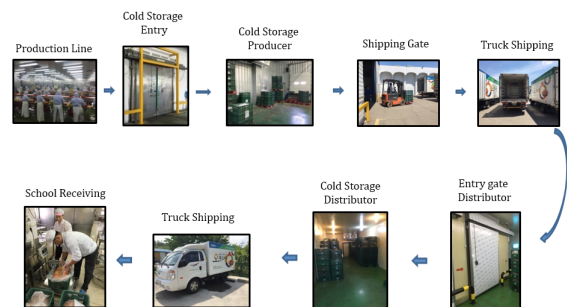 Production Line
Cold Storage
Entry
Cold Storage
Producer
Shipping Gate
Truck Shipping
School Receiving
Truck Shipping
Cold Storage
Distributor
Entry gate
Distributor